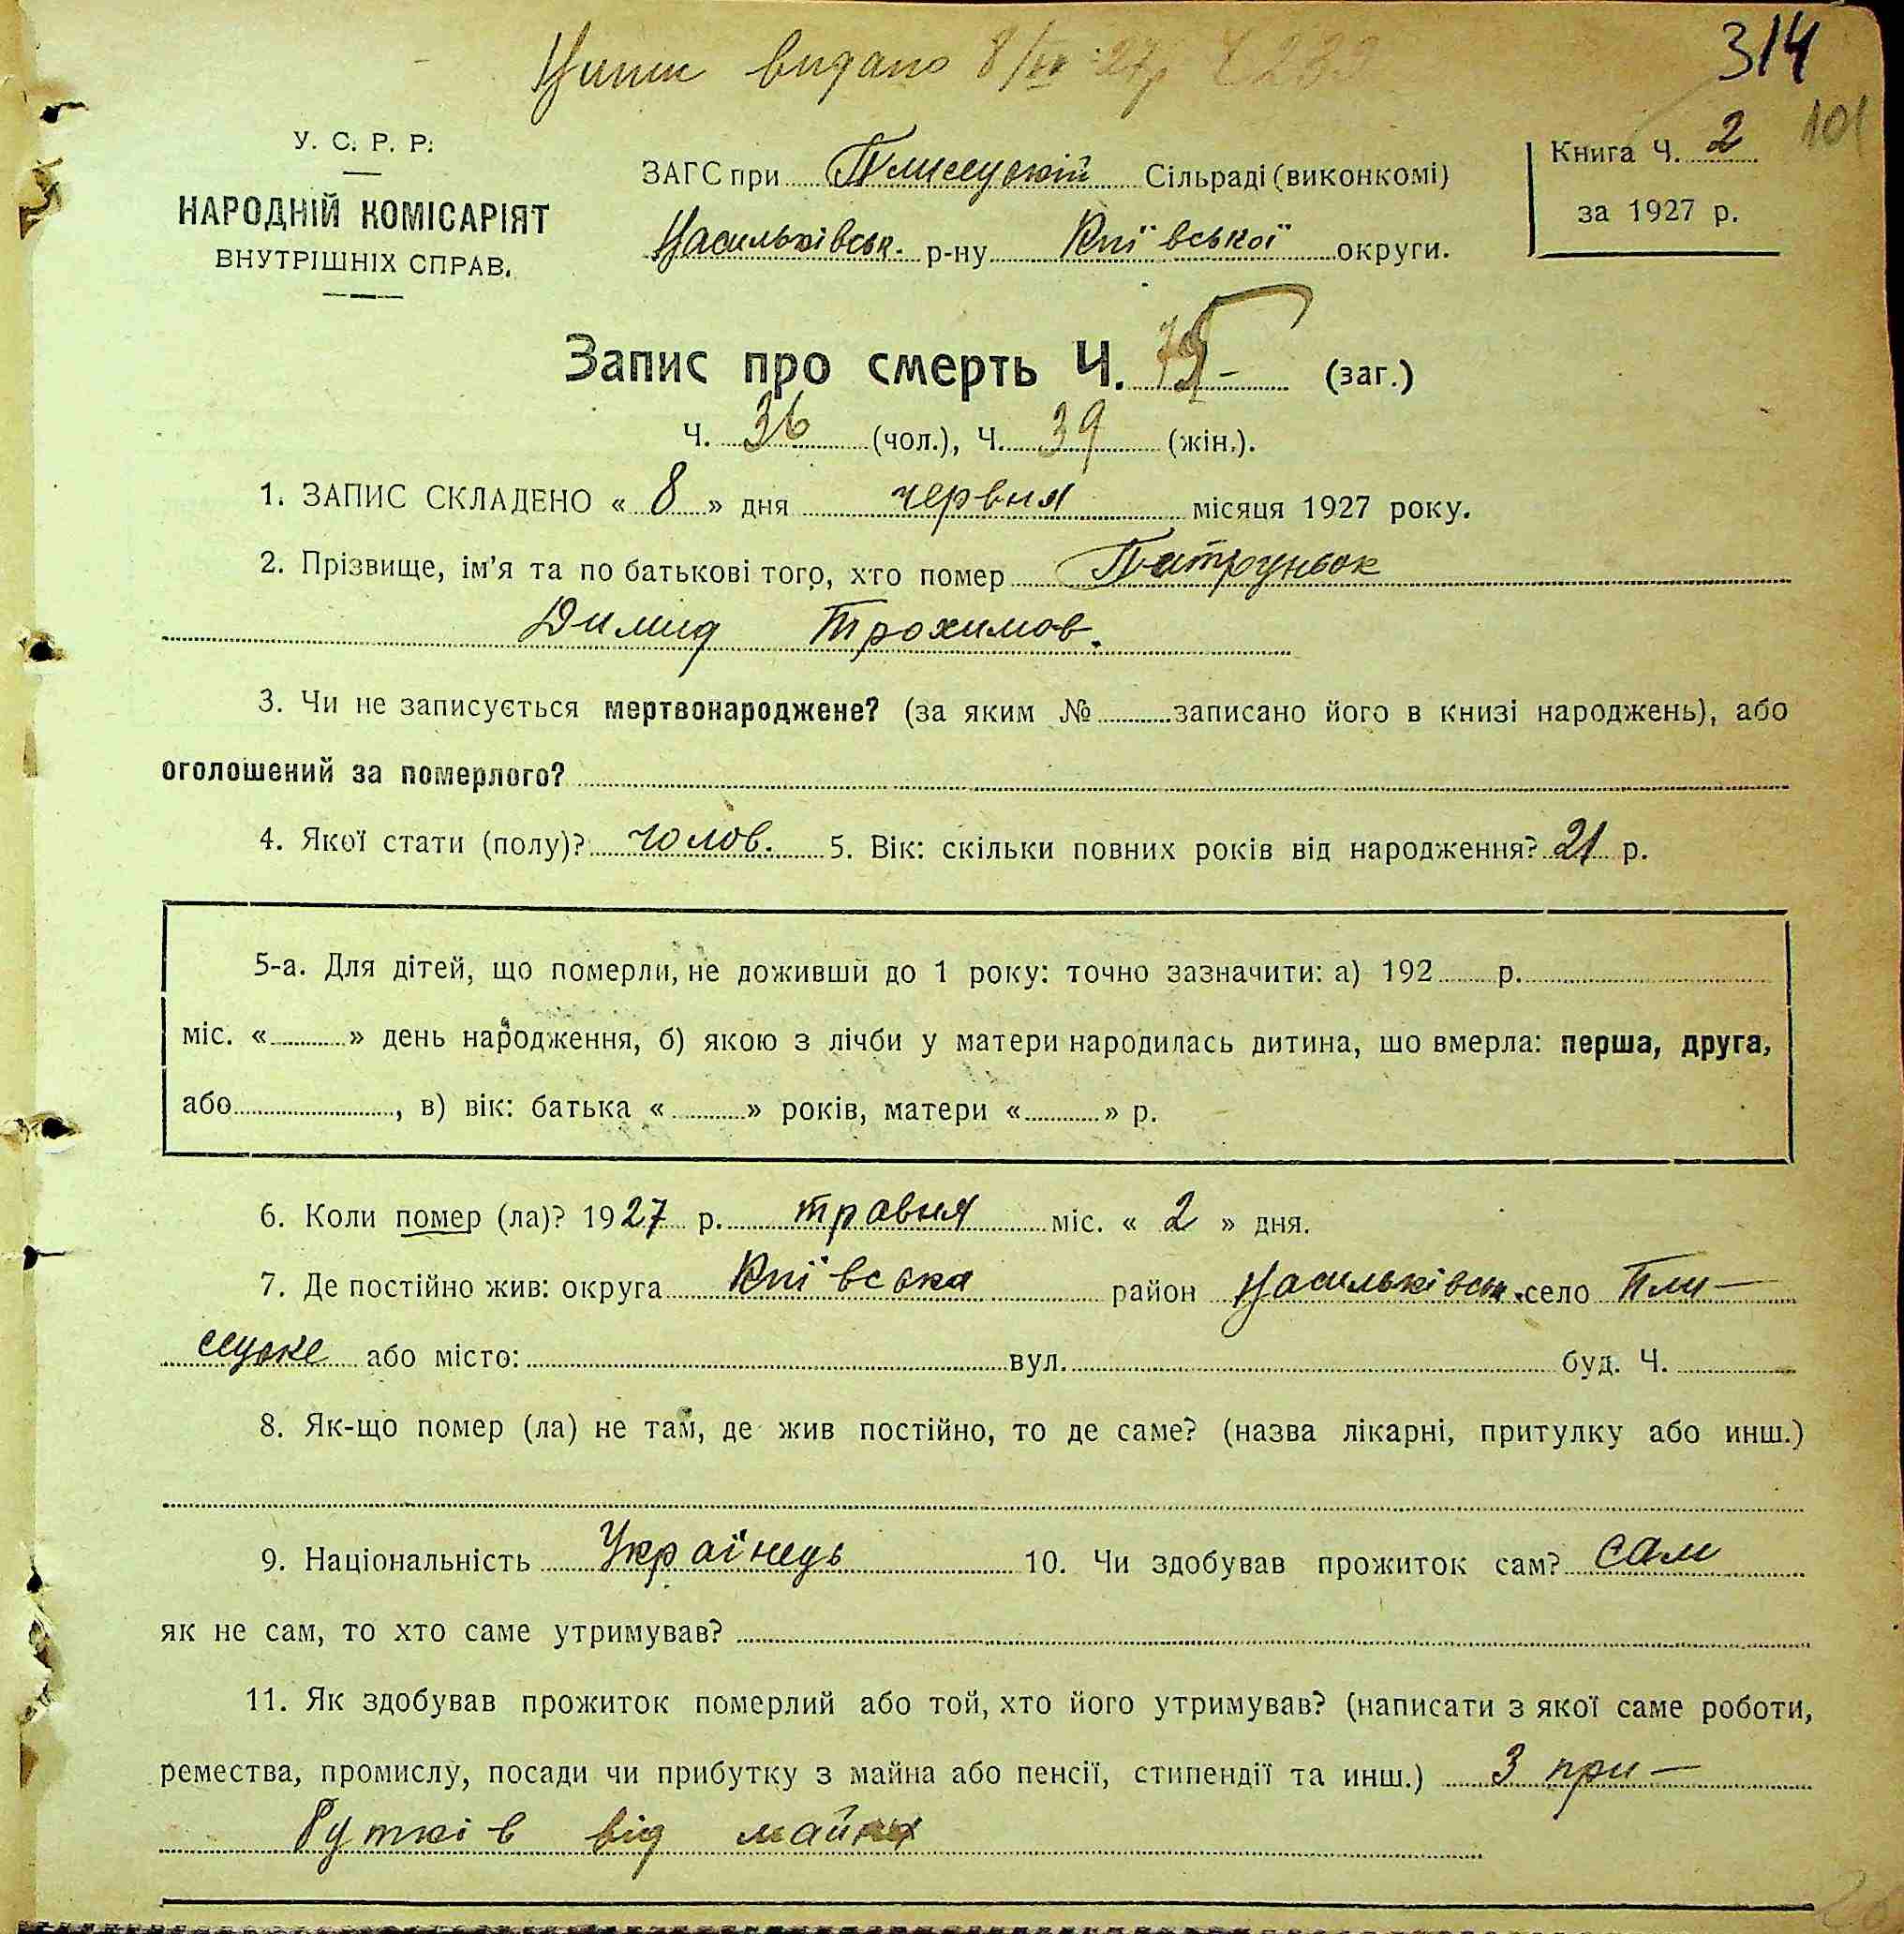 видано 8/VI 27р Ч 232
314
101
У. С. Р. Р.
НАРОДНІЙ КОМІСАРІЯТ
ВНУТРІШНІХ СПРАВ.
ЗАГС при Плисецькій Сільраді (виконкомі)
Васильківськ. р-ну Київської округи.
Книга Ч. 2
за 1927 р.
Запис про смерть Ч. 75 (заг.)
Ч. 36 (чол.), Ч. 39 (жін.).
1. ЗАПИС СКЛАДЕНО « 8 » дня червня місяця 1927 року.
2. Прізвище, ім'я та по батькові того, хто помер
Димид Трохимов.
3. Чи не записується мертвонароджене? (за яким № записано його в книзі народжень), або
оголошений за померлого?
4. Якої стати (полу)? чолов. 5. Вік: скільки повних років від народження? 21 р.
5-а. Для дітей, що померли, не доживши до 1 року: точно зазначити: а) 192 р.
міс. « » день народження, б) якою з лічби у матери народилась дитина, що вмерла: перша, друга,
або , в) вік: батька « » років, матери « » р.
6. Коли помер (ла)? 1927 р. травня міс. « 2 » дня.
7. Де постійно жив: округа Київська район Васильківськ. село Пли—
сецьке або місто: вул. буд. Ч.
8. Як-що помер (ла) не там, де жив постійно, то де саме? (назва лікарні, притулку або инш.)
9. Національність Українець 10. Чи здобував прожиток сам? сам
як не сам, то хто саме утримував?
11. Як здобував прожиток померлий або той, хто його утримував? (написати з якої саме роботи,
ремества, промислу, посади чи прибутку з майна або пенсії, стипендії та инш.) З при—
бутків від майна